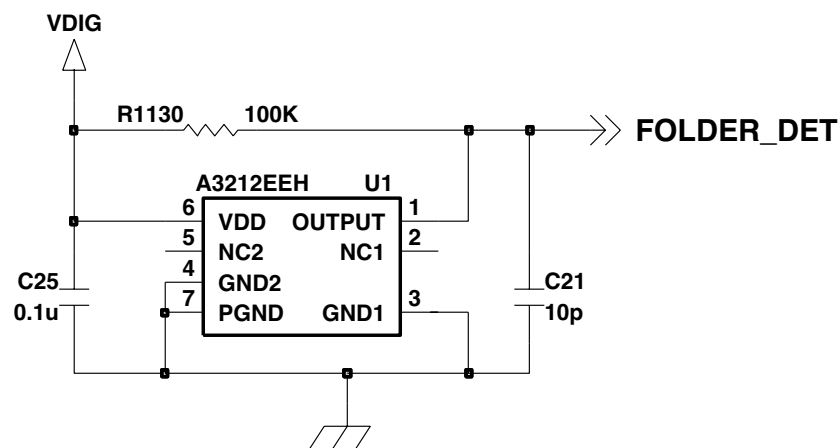 VDIG
R1130 100K
FOLDER_DET
A3212EEH U1
6 VDD OUTPUT 1
5 NC2 NC1 2
4 GND2
7 PGND GND1 3
C25
0.1u
C21
10p